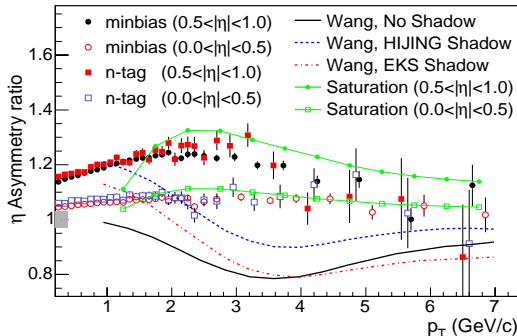 minbias (0.5<|η|<1.0)
minbias (0.0<|η|<0.5)
n-tag (0.5<|η|<1.0)
n-tag (0.0<|η|<0.5)
Wang, No Shadow
Wang, HIJING Shadow
Wang, EKS Shadow
Saturation (0.5<|η|<1.0)
Saturation (0.0<|η|<0.5)
η Asymmetry ratio
1.6
1.4
1.2
1
0.8
1 2 3 4 5 6 7
p_T (GeV/c)